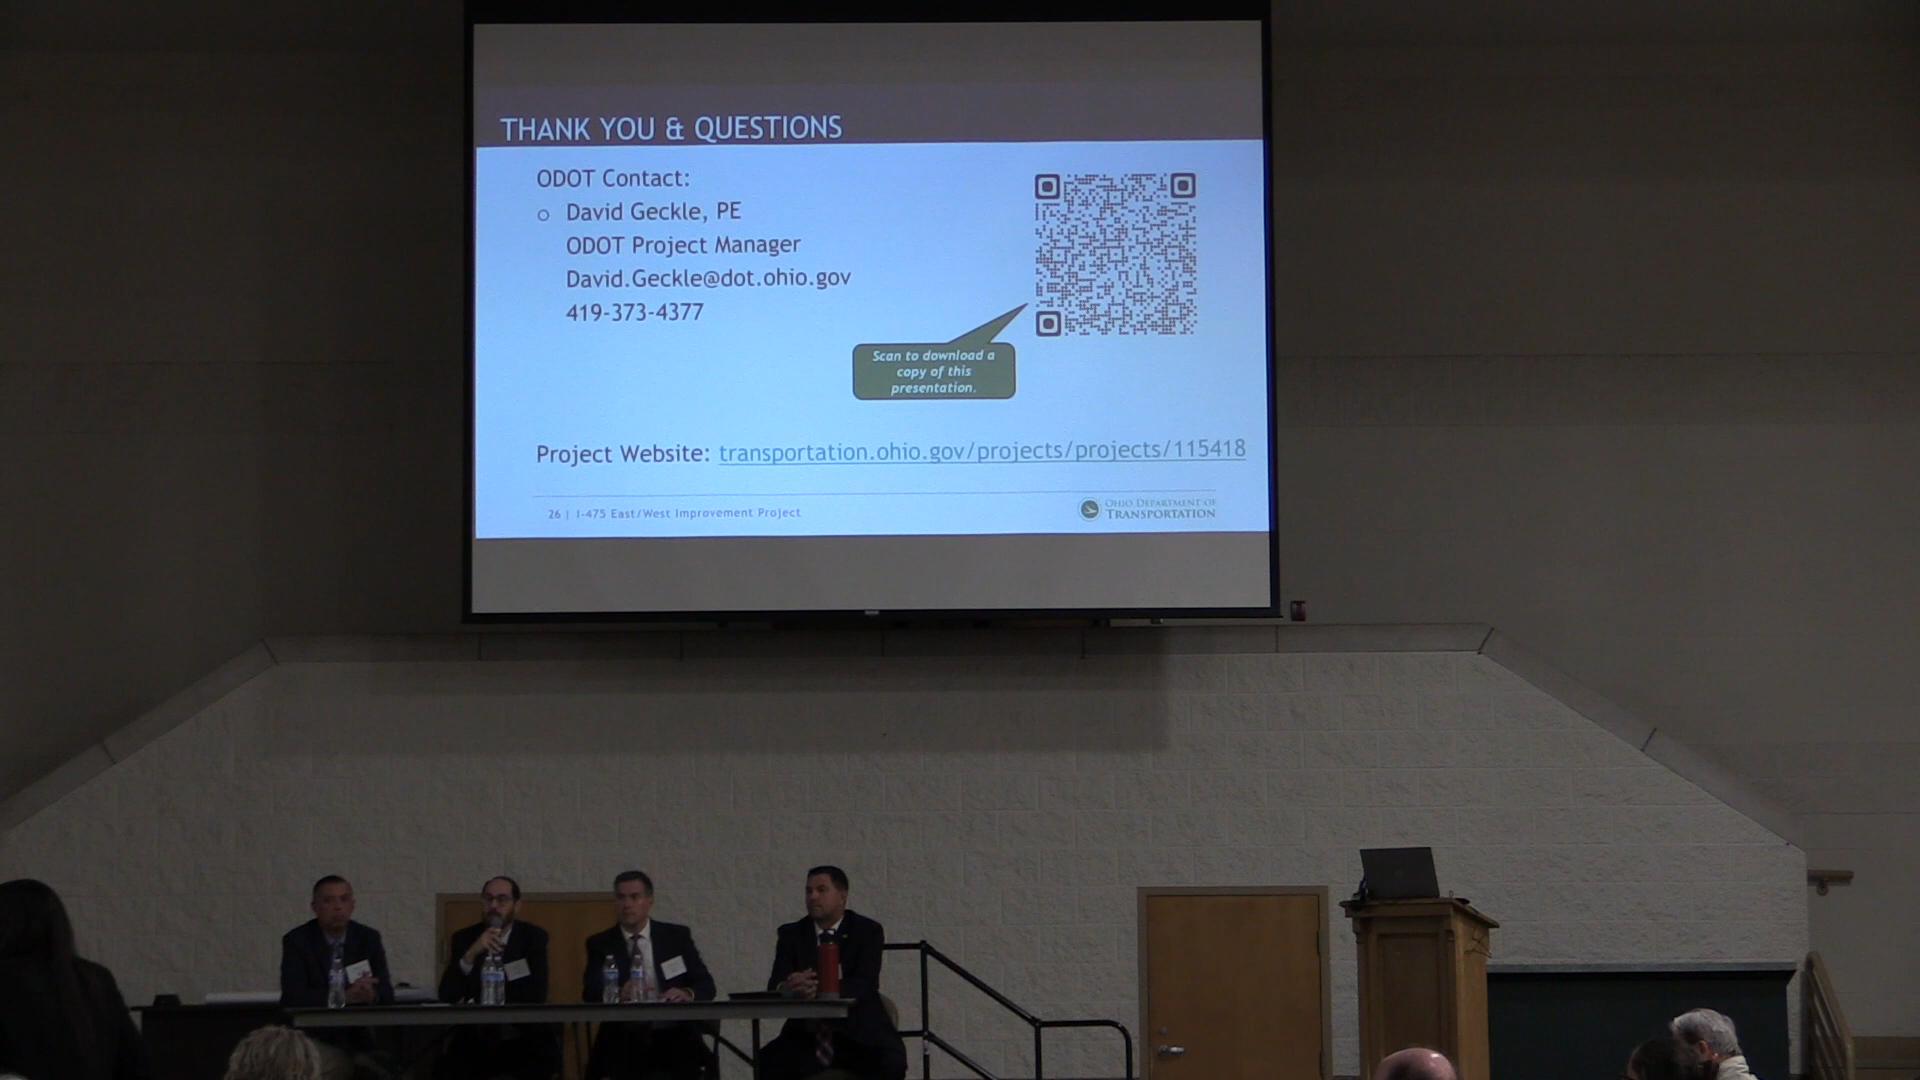 THANK YOU & QUESTIONS
ODOT Contact:
David Geckle, PE
ODOT Project Manager
David.Geckle@dot.ohio.gov
419-373-4377
Scan to download a
copy of this
presentation.
Project Website: transportation.ohio.gov/projects/projects/115418
26 | I-475 East/West Improvement Project
OHIO DEPARTMENT OF
TRANSPORTATION